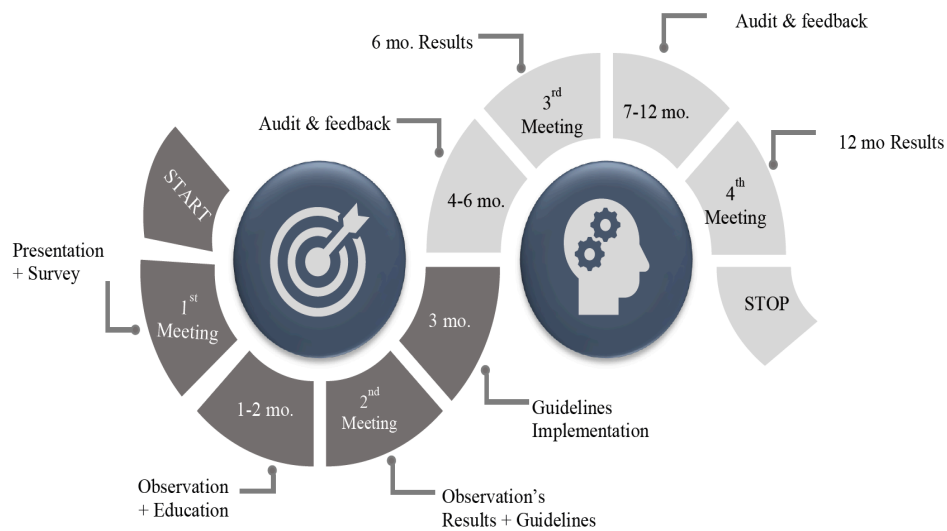 START
Presentation
+ Survey
1st
Meeting
1-2 mo.
Observation
+ Education
2nd
Meeting
Observation's
Results + Guidelines
3 mo.
Guidelines
Implementation
4-6 mo.
Audit & feedback
3rd
Meeting
6 mo. Results
7-12 mo.
Audit & feedback
4th
Meeting
12 mo Results
STOP